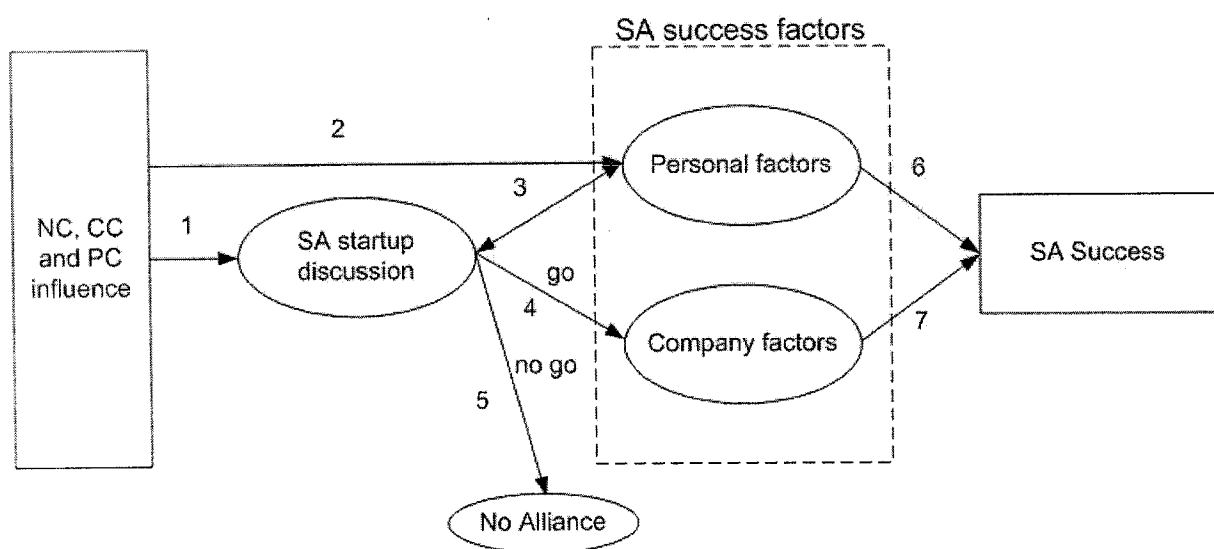 SA success factors
2
Personal factors
6
3
1
NC, CC
and PC
influence
SA startup
discussion
go
4
SA Success
Company factors
7
no go
5
No Alliance